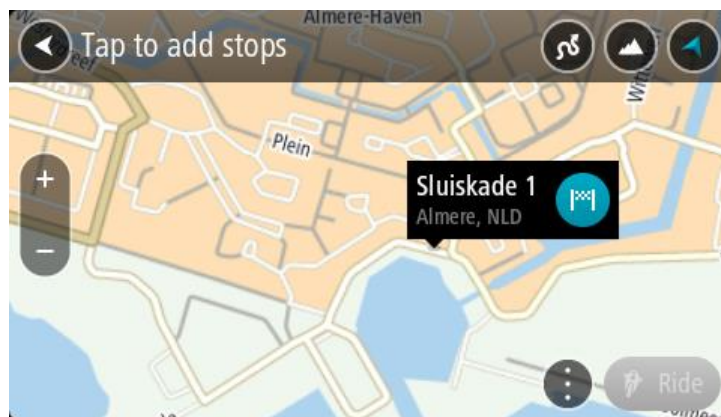 Almere-Haven
Tap to add stops
Plein
Sluiskade 1
Almere, NLD
+
−
Ride